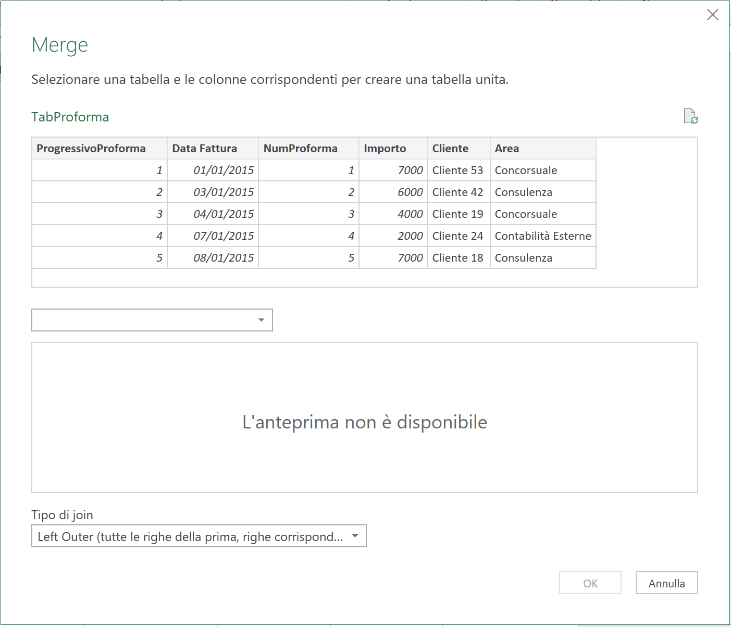 Merge
Selezionare una tabella e le colonne corrispondenti per creare una tabella unita.
TabProforma
ProgressivoProforma Data Fattura NumProforma Importo Cliente Area
1 01/01/2015 1 7000 Cliente 53 Concorsuale
2 03/01/2015 2 6000 Cliente 42 Consulenza
3 04/01/2015 3 4000 Cliente 19 Concorsuale
4 07/01/2015 4 2000 Cliente 24 Contabilità Esterne
5 08/01/2015 5 7000 Cliente 18 Consulenza
L'anteprima non è disponibile
Tipo di join
Left Outer (tutte le righe della prima, righe corrispond...
OK Annulla